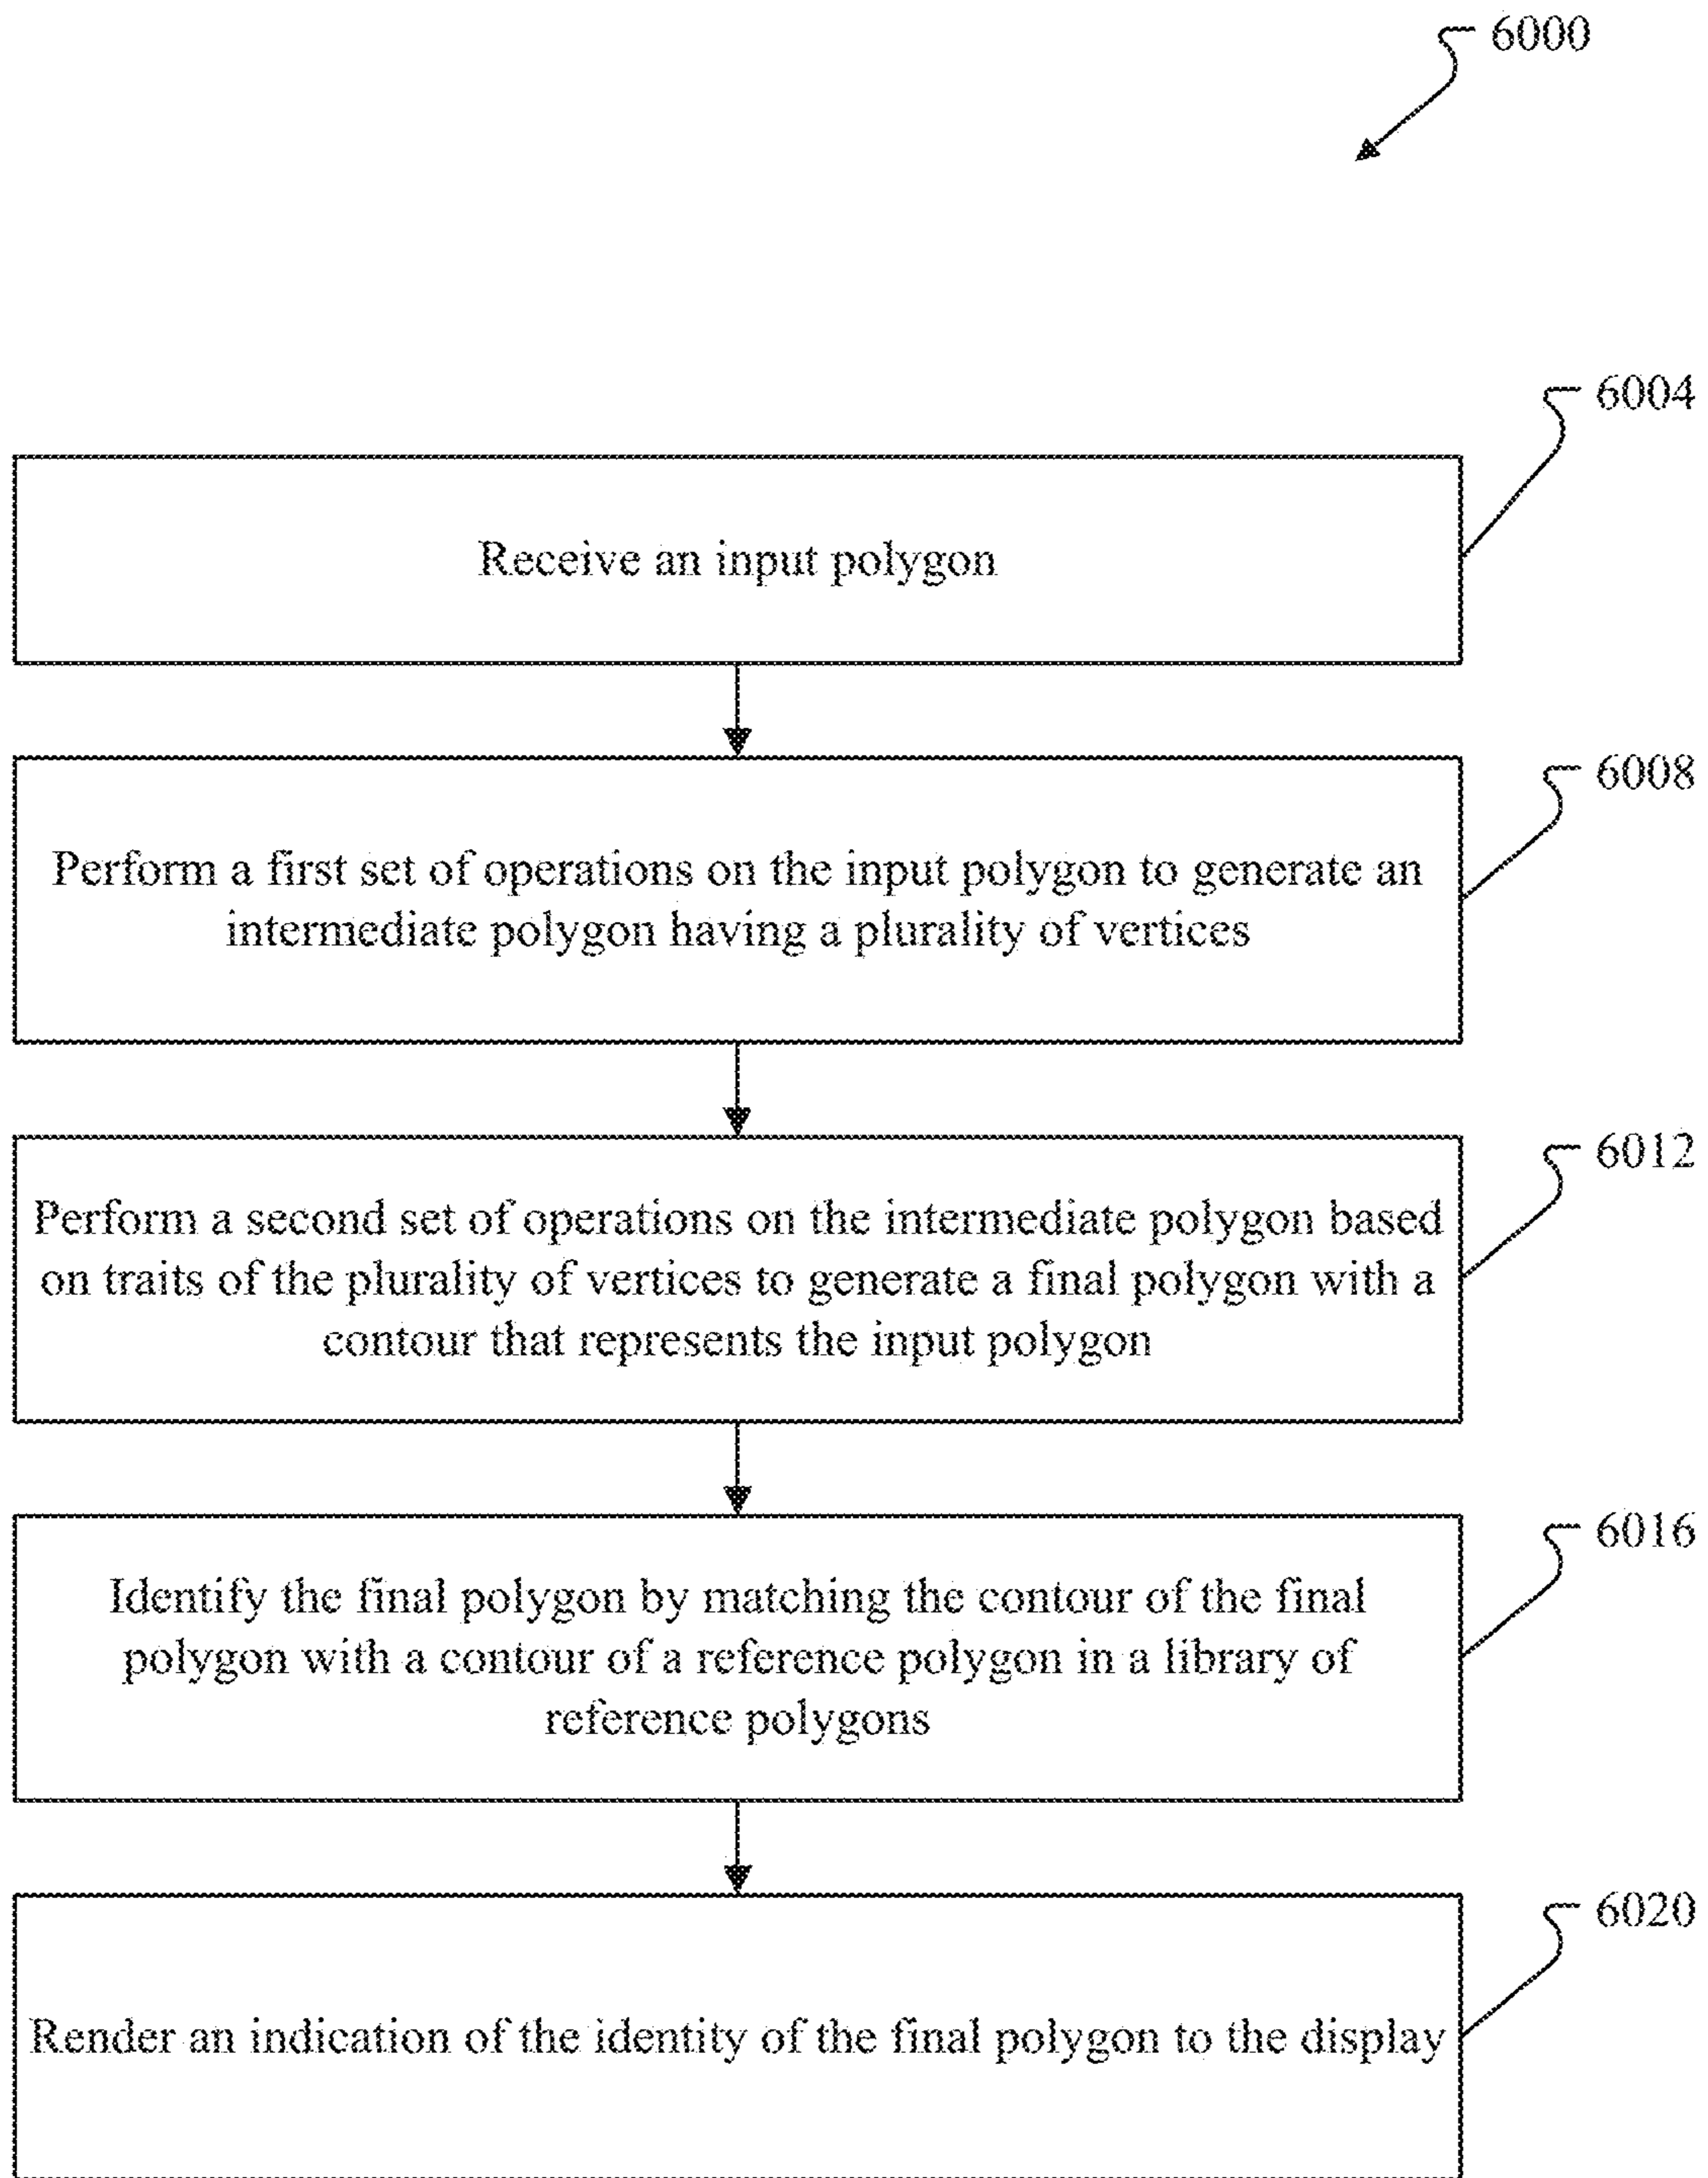 6000
6004
Receive an input polygon
6008
Perform a first set of operations on the input polygon to generate an
intermediate polygon having a plurality of vertices
6012
Perform a second set of operations on the intermediate polygon based
on traits of the plurality of vertices to generate a final polygon with a
contour that represents the input polygon
6016
Identify the final polygon by matching the contour of the final
polygon with a contour of a reference polygon in a library of
reference polygons
6020
Render an indication of the identity of the final polygon to the display